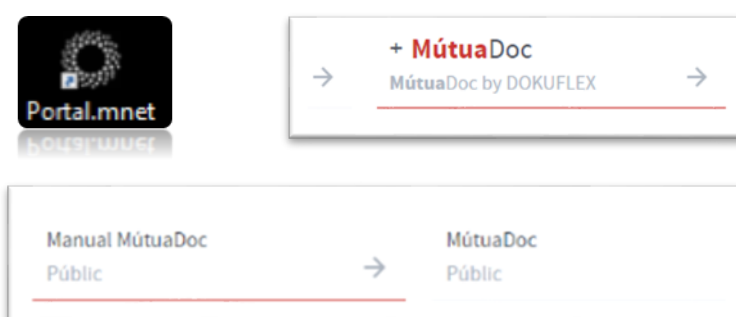 Portal.mnet
+ MútuaDoc
MútuaDoc by DOKUFLEX
Manual MútuaDoc
Públic
MútuaDoc
Públic